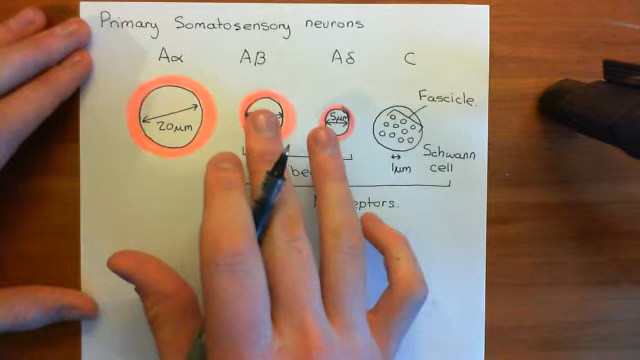 Primary Somatosensory neurons
Aα Aβ Aδ C
Fascicle.
20μm 5μm
Schwann
cell
1μm